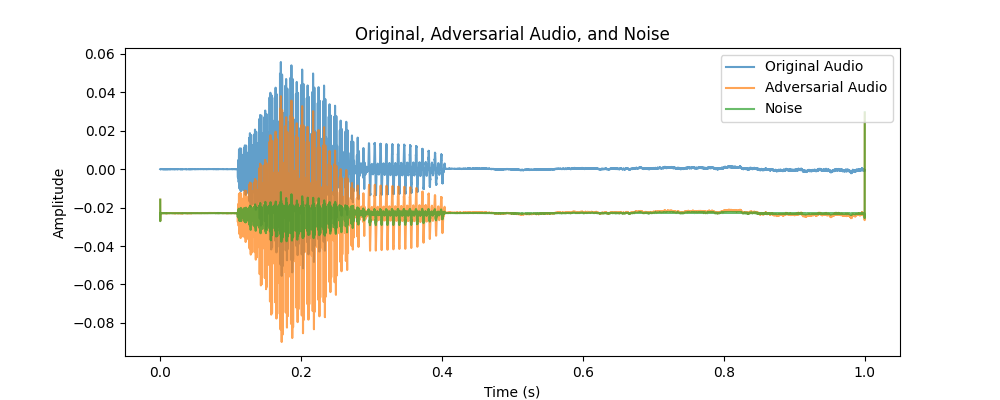 Original, Adversarial Audio, and Noise
Original Audio
Adversarial Audio
Noise
Amplitude
0.06
0.04
0.02
0.00
−0.02
−0.04
−0.06
−0.08
0.0 0.2 0.4 0.6 0.8 1.0
Time (s)